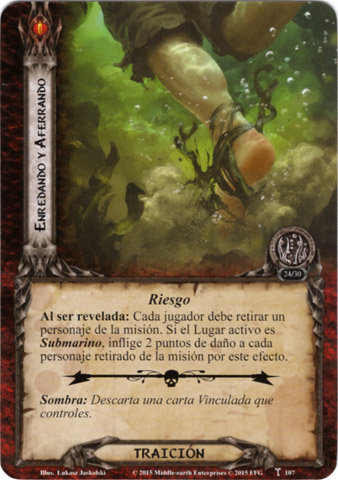 ENREDANDO Y AFERRANDO
24/30
Riesgo
Al ser revelada: Cada jugador debe retirar un
personaje de la misión. Si el Lugar activo es
Submarino, inflige 2 puntos de daño a cada
personaje retirado de la misión por este efecto.
Sombra: Descarta una carta Vinculada que
controles.
TRAICIÓN
Illus. Lukasz Jaskolski
© 2015 Middle-earth Enterprises © 2015 FFG
107